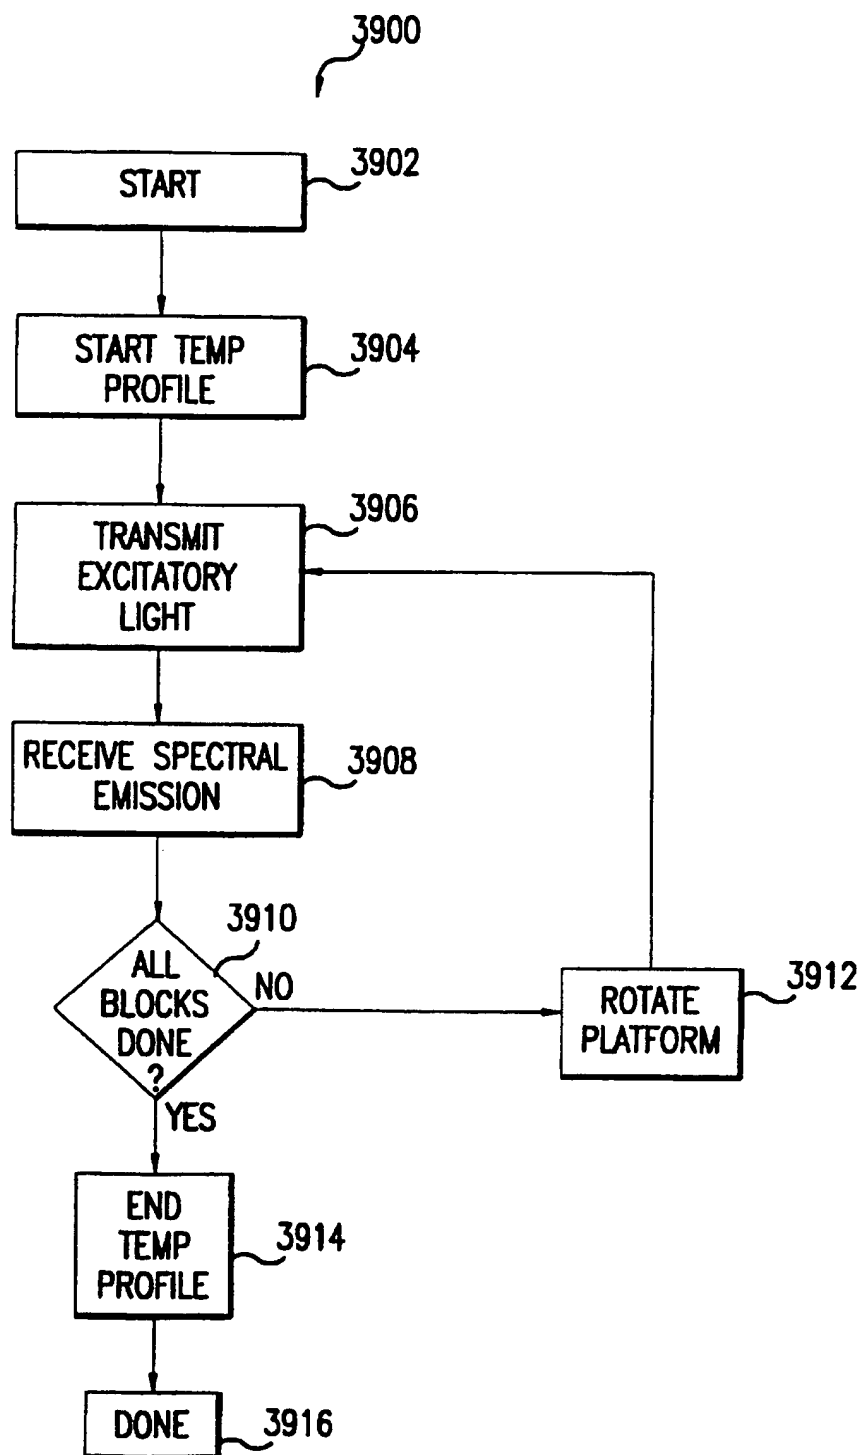 3900
START
3902
START TEMP
PROFILE
3904
TRANSMIT
EXCITATORY
LIGHT
3906
RECEIVE SPECTRAL
EMISSION
3908
ALL
BLOCKS
DONE
?
3910
NO
ROTATE
PLATFORM
3912
YES
END
TEMP
PROFILE
3914
DONE
3916